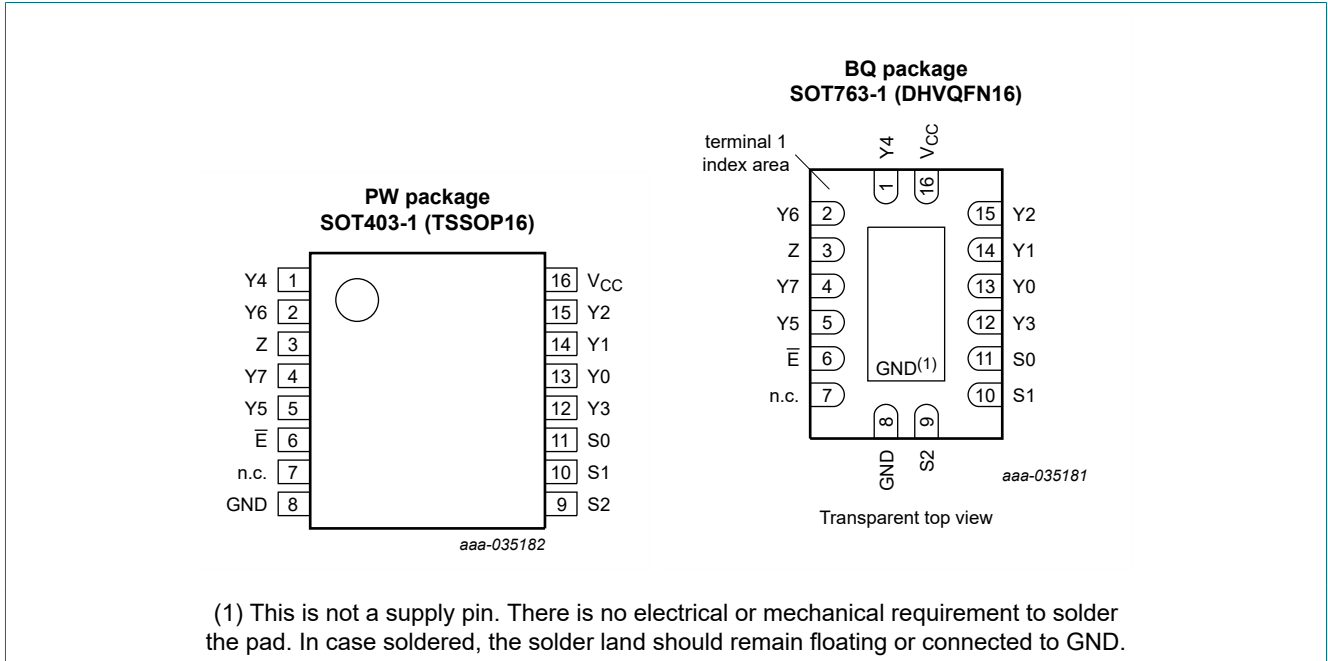 PW package
SOT403-1 (TSSOP16)
Y4 1
Y6 2
Z 3
Y7 4
Y5 5
E̅ 6
n.c. 7
GND 8
16 VCC
15 Y2
14 Y1
13 Y0
12 Y3
11 S0
10 S1
9 S2
aaa-035182
BQ package
SOT763-1 (DHVQFN16)
terminal 1
index area
Y4
VCC
1
16
Y6 2
Z 3
Y7 4
Y5 5
E̅ 6
n.c. 7
15 Y2
14 Y1
13 Y0
12 Y3
11 S0
10 S1
GND(1)
8
9
GND
S2
aaa-035181
Transparent top view
(1) This is not a supply pin. There is no electrical or mechanical requirement to solder
the pad. In case soldered, the solder land should remain floating or connected to GND.